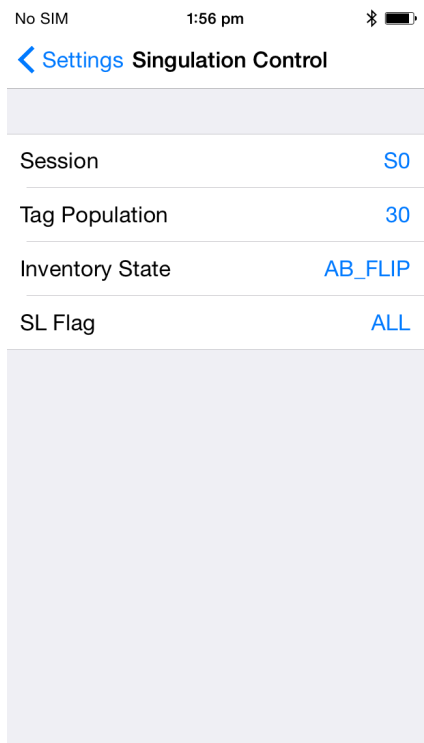 No SIM 1:56 pm
Settings Singulation Control
Session S0
Tag Population 30
Inventory State AB_FLIP
SL Flag ALL